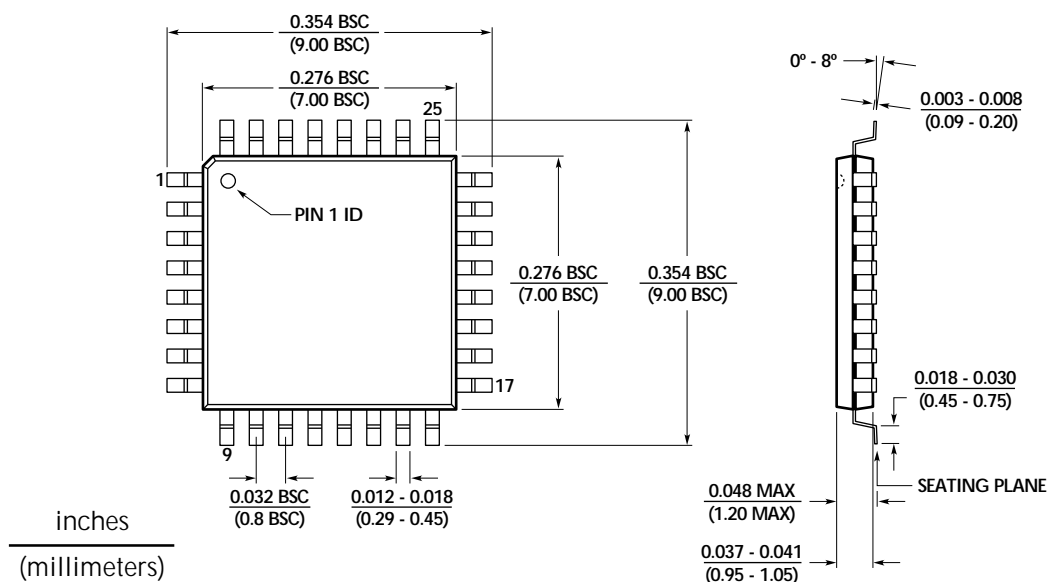 0.354 BSC
(9.00 BSC)
0.276 BSC
(7.00 BSC)
25
1
PIN 1 ID
0.276 BSC
(7.00 BSC)
0.354 BSC
(9.00 BSC)
17
9
0.032 BSC
(0.8 BSC)
0.012 - 0.018
(0.29 - 0.45)
0º - 8º
0.003 - 0.008
(0.09 - 0.20)
0.018 - 0.030
(0.45 - 0.75)
SEATING PLANE
0.048 MAX
(1.20 MAX)
0.037 - 0.041
(0.95 - 1.05)
inches
(millimeters)